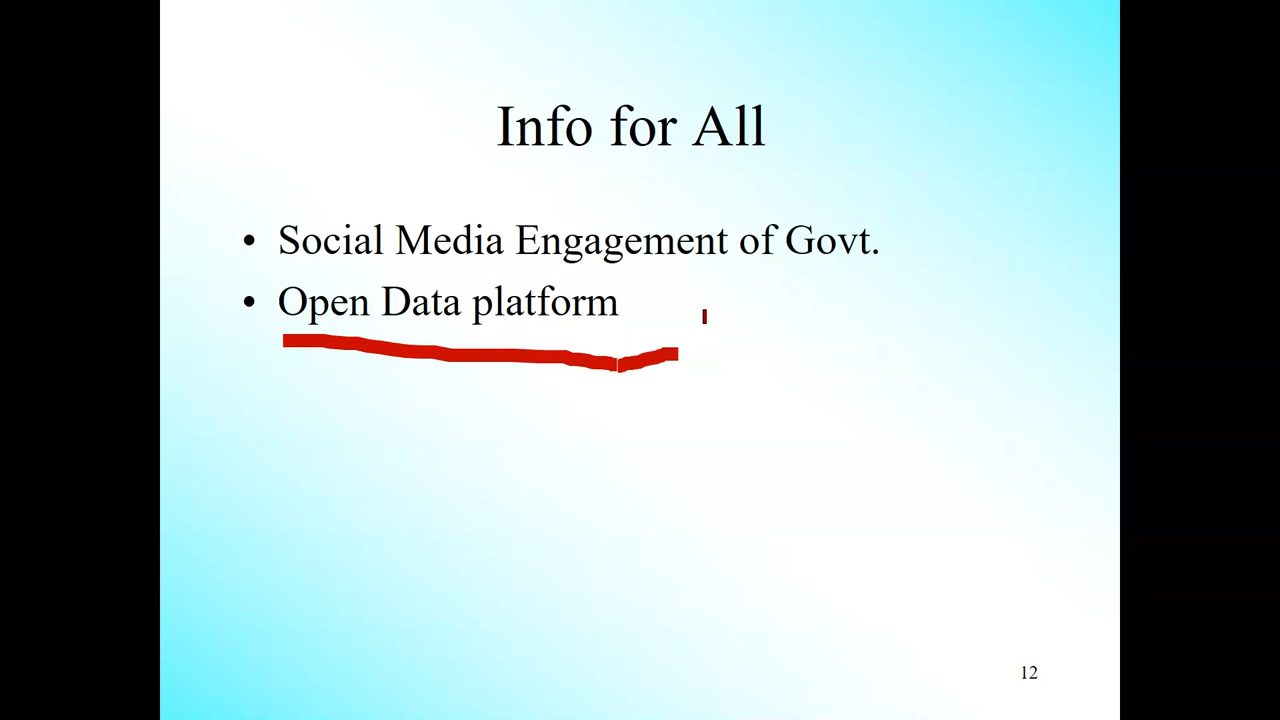 Info for All
• Social Media Engagement of Govt.
• Open Data platform
12